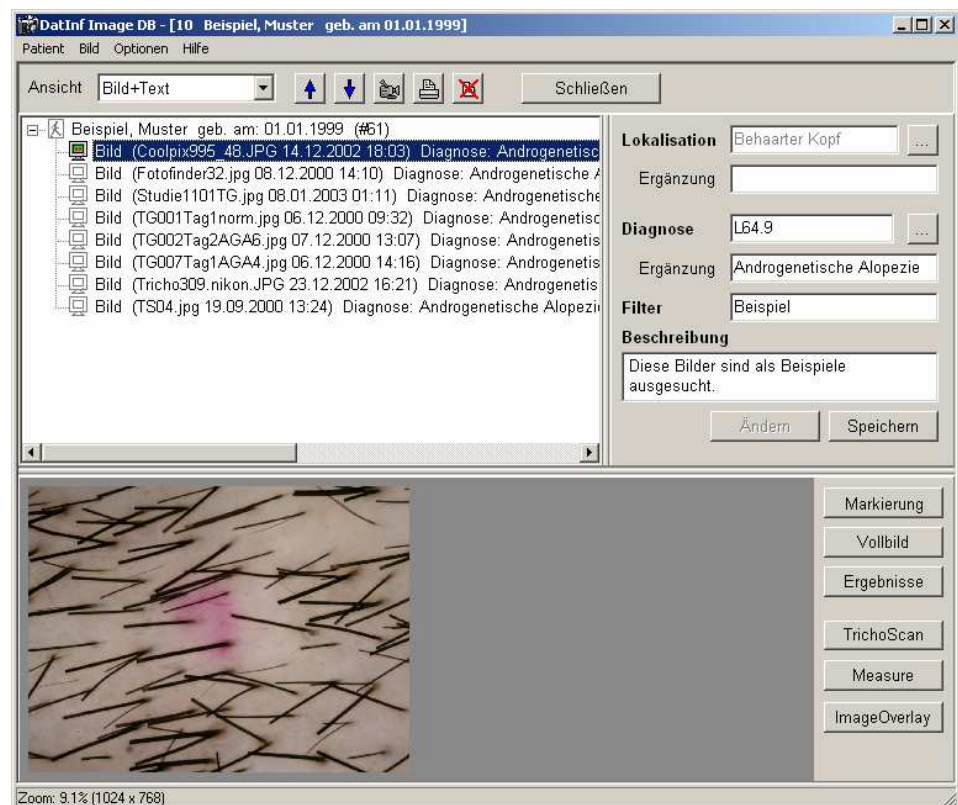 DatInf Image DB - [10 Beispiel, Muster geb. am 01.01.1999]
Patient Bild Optionen Hilfe
Ansicht Bild+Text Schließen
Beispiel, Muster geb. am: 01.01.1999 (#61)
Bild (Coolpix995_48.JPG 14.12.2002 18:03) Diagnose: Androgenetisc
Bild (Fotofinder32.jpg 08.12.2000 14:10) Diagnose: Androgenetische A
Bild (Studie1101TG.jpg 08.01.2003 01:11) Diagnose: Androgenetische
Bild (TG001Tag1norm.jpg 06.12.2000 09:32) Diagnose: Androgenetisc
Bild (TG002Tag2AGA6.jpg 07.12.2000 13:07) Diagnose: Androgenetis
Bild (TG007Tag1AGA4.jpg 06.12.2000 14:16) Diagnose: Androgenetis
Bild (Tricho309.nikon.JPG 23.12.2002 16:21) Diagnose: Androgenetis
Bild (TS04.jpg 19.09.2000 13:24) Diagnose: Androgenetische Alopezi
Lokalisation Behaarter Kopf ...
Ergänzung
Diagnose L64.9 ...
Ergänzung Androgenetische Alopezie
Filter Beispiel
Beschreibung
Diese Bilder sind als Beispiele
ausgesucht.
Ändern Speichern
Markierung
Vollbild
Ergebnisse
TrichoScan
Measure
ImageOverlay
Zoom: 9.1% (1024 x 768)